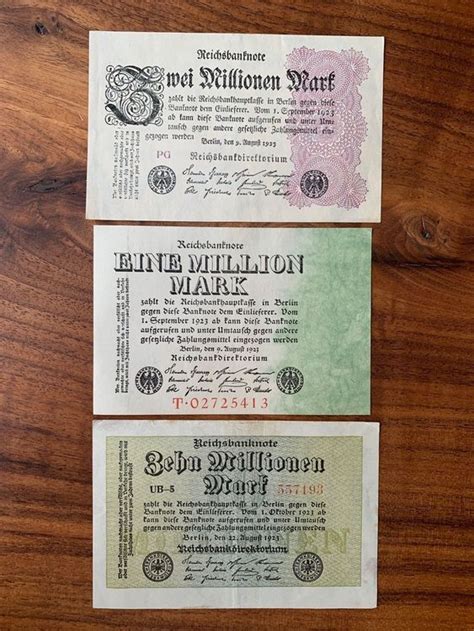 Reichsbanknote
Zwei Millionen Mark
zahlt die Reichsbankhauptkasse in Berlin gegen diese
Banknote dem Einlieferer. Vom 1. September 1923
ab kann diese Banknote aufgerufen und unter Um-
tausch gegen andere gesetzliche Zahlungsmittel ein-
gezogen werden
Berlin, den 9. August 1923
PG
Reichsbankdirektorium
Reichsbanknote
EINE MILLION
MARK
zahlt die Reichsbankhauptkasse in Berlin
gegen diese Banknote dem Einlieferer. Vom
1. September 1923 ab kann diese Banknote
aufgerufen und unter Umtausch gegen andere
gesetzliche Zahlungsmittel eingezogen werden
Berlin, den 9. August 1923
Reichsbankdirektorium
T·02725413
Reichsbanknote
Zehn Millionen
Mark
UB-5
557193
zahlt die Reichsbankhauptkasse in Berlin gegen diese
Banknote dem Einlieferer. Vom 1. Oktober 1923 ab
kann diese Banknote aufgerufen und unter Umtausch
gegen andere gesetzliche Zahlungsmittel eingezogen werden
Berlin, den 22. August 1923
Reichsbankdirektorium